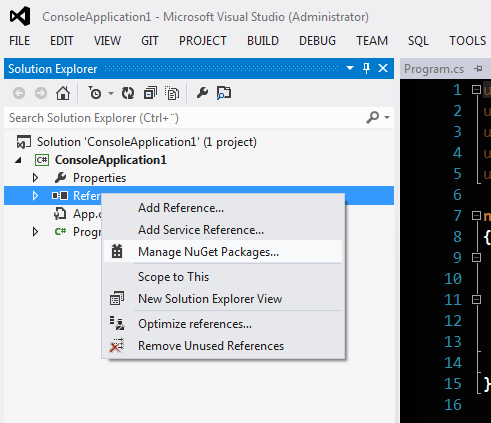 ConsoleApplication1 - Microsoft Visual Studio (Administrator)
FILE EDIT VIEW GIT PROJECT BUILD DEBUG TEAM SQL TOOLS
Solution Explorer
Program.cs
Search Solution Explorer (Ctrl+¨)
Solution 'ConsoleApplication1' (1 project)
C# ConsoleApplication1
Properties
Refer
App.c
C# Progr
Add Reference...
Add Service Reference...
Manage NuGet Packages...
Scope to This
New Solution Explorer View
Optimize references...
Remove Unused References
1 u
2 u
3 u
4 u
5 u
6
7 n
8 {
9
10
11
12
13
14
15 }
16